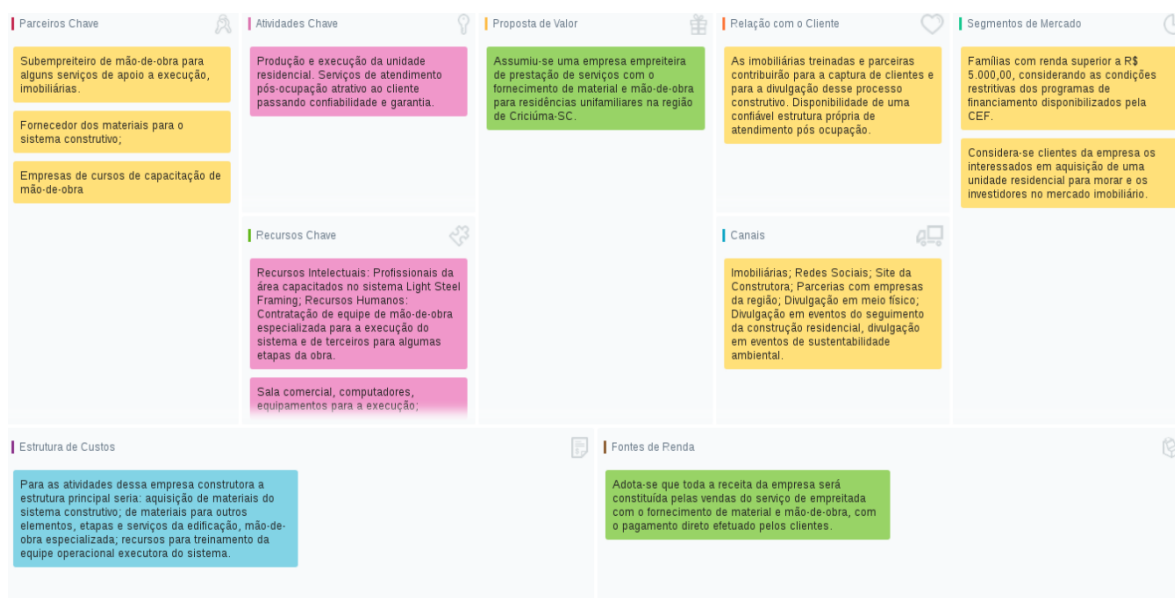 Parceiros Chave
Subempreiteiro de mão-de-obra para
alguns serviços de apoio a execução,
imobiliárias.
Fornecedor dos materiais para o
sistema construtivo;
Empresas de cursos de capacitação de
mão-de-obra
Atividades Chave
Produção e execução da unidade
residencial. Serviços de atendimento
pós-ocupação atrativo ao cliente
passando confiabilidade e garantia.
Recursos Chave
Recursos Intelectuais: Profissionais da
área capacitados no sistema Light Steel
Framing; Recursos Humanos:
Contratação de equipe de mão-de-obra
especializada para a execução do
sistema e de terceiros para algumas
etapas da obra.
Sala comercial, computadores,
equipamentos para a execução;
Proposta de Valor
Assumiu-se uma empresa empreiteira
de prestação de serviços com o
fornecimento de material e mão-de-obra
para residências unifamiliares na região
de Criciúma-SC.
Relação com o Cliente
As imobiliárias treinadas e parceiras
contribuirão para a captura de clientes e
para a divulgação desse processo
construtivo. Disponibilidade de uma
confiável estrutura própria de
atendimento pós ocupação.
Canais
Imobiliárias; Redes Sociais; Site da
Construtora; Parcerias com empresas
da região; Divulgação em meio físico;
Divulgação em eventos do seguimento
da construção residencial, divulgação
em eventos de sustentabilidade
ambiental.
Segmentos de Mercado
Famílias com renda superior a R$
5.000,00, considerando as condições
restritivas dos programas de
financiamento disponibilizados pela
CEF.
Considera-se clientes da empresa os
interessados em aquisição de uma
unidade residencial para morar e os
investidores no mercado imobiliário.
Estrutura de Custos
Para as atividades dessa empresa construtora a
estrutura principal seria: aquisição de materiais do
sistema construtivo; de materiais para outros
elementos, etapas e serviços da edificação, mão-de-
obra especializada; recursos para treinamento da
equipe operacional executora do sistema.
Fontes de Renda
Adota-se que toda a receita da empresa será
constituída pelas vendas do serviço de empreitada
com o fornecimento de material e mão-de-obra, com
o pagamento direto efetuado pelos clientes.